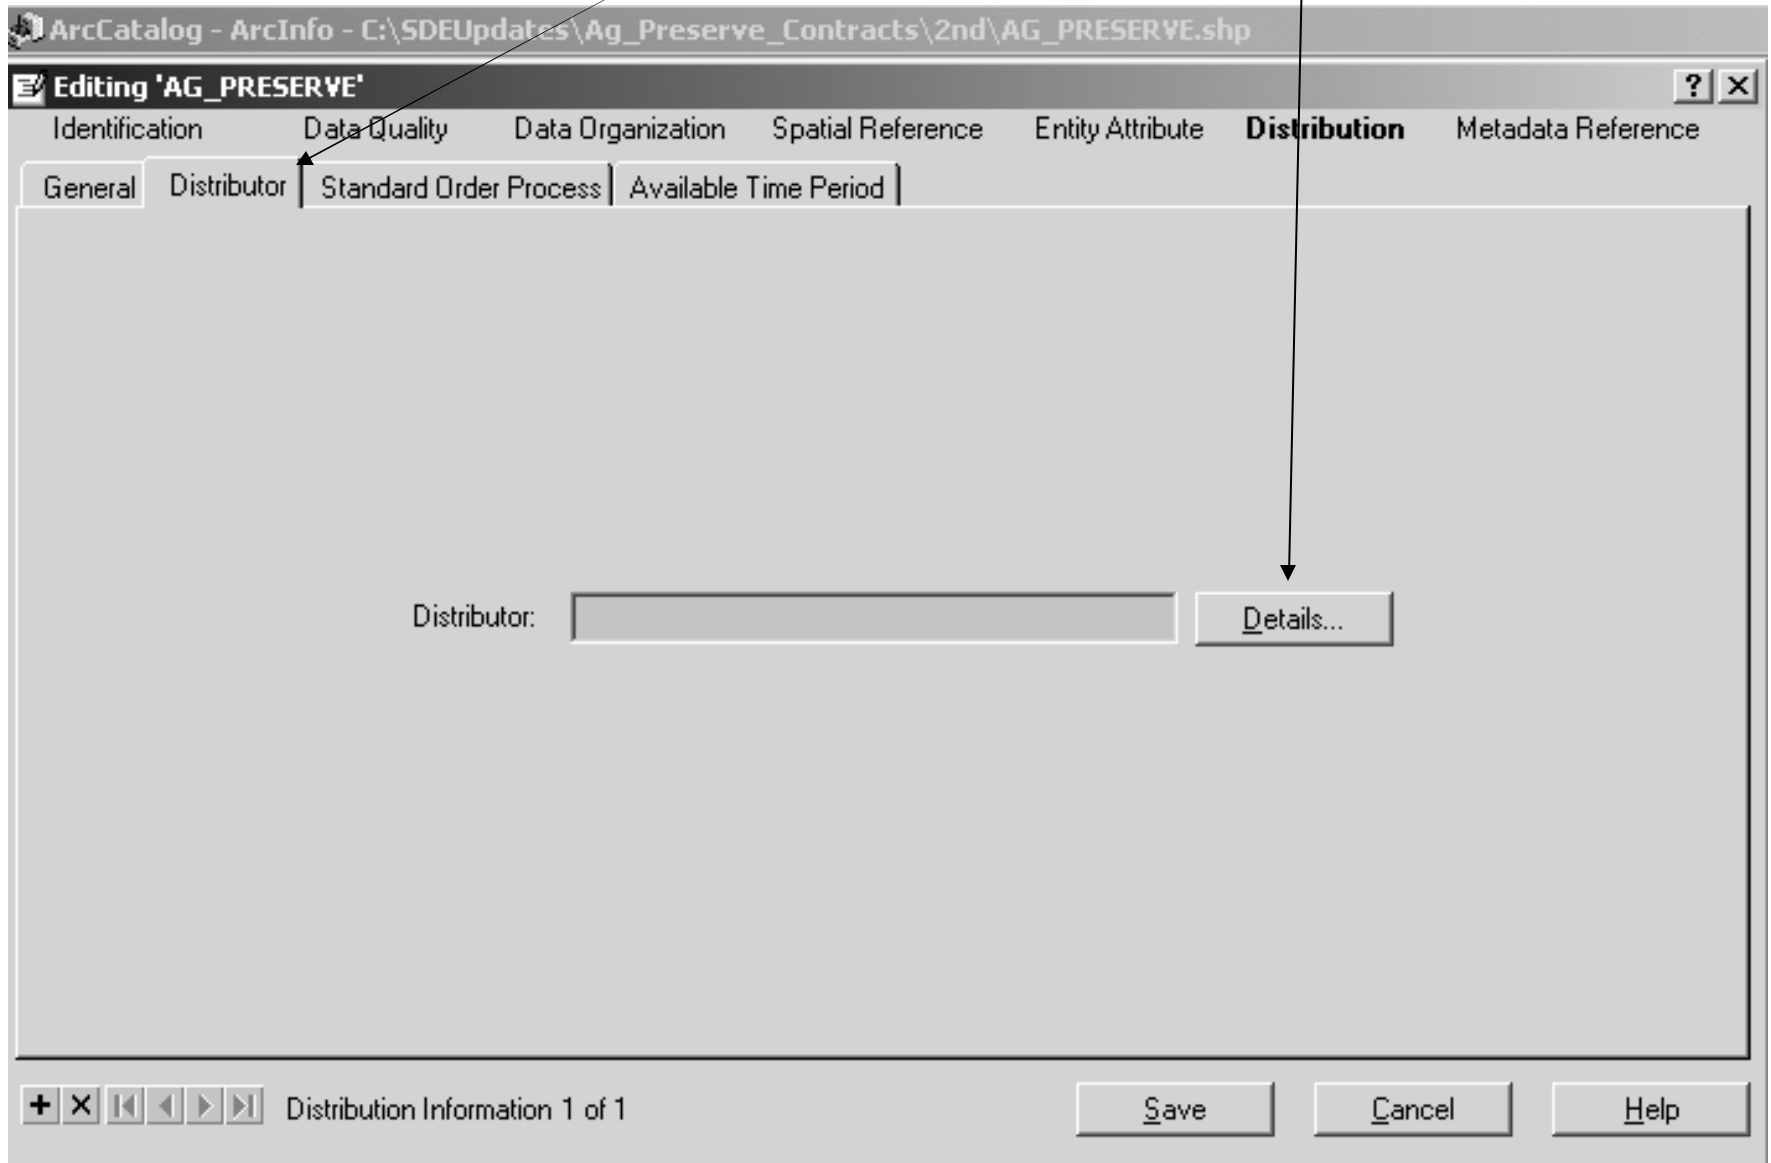 ArcCatalog - ArcInfo - C:\SDEUpdates\Ag_Preserve_Contracts\2nd\AG_PRESERVE.shp
Editing 'AG_PRESERVE' ? X
Identification Data Quality Data Organization Spatial Reference Entity Attribute Distribution Metadata Reference
General Distributor Standard Order Process Available Time Period
Distributor: Details...
Distribution Information 1 of 1 Save Cancel Help